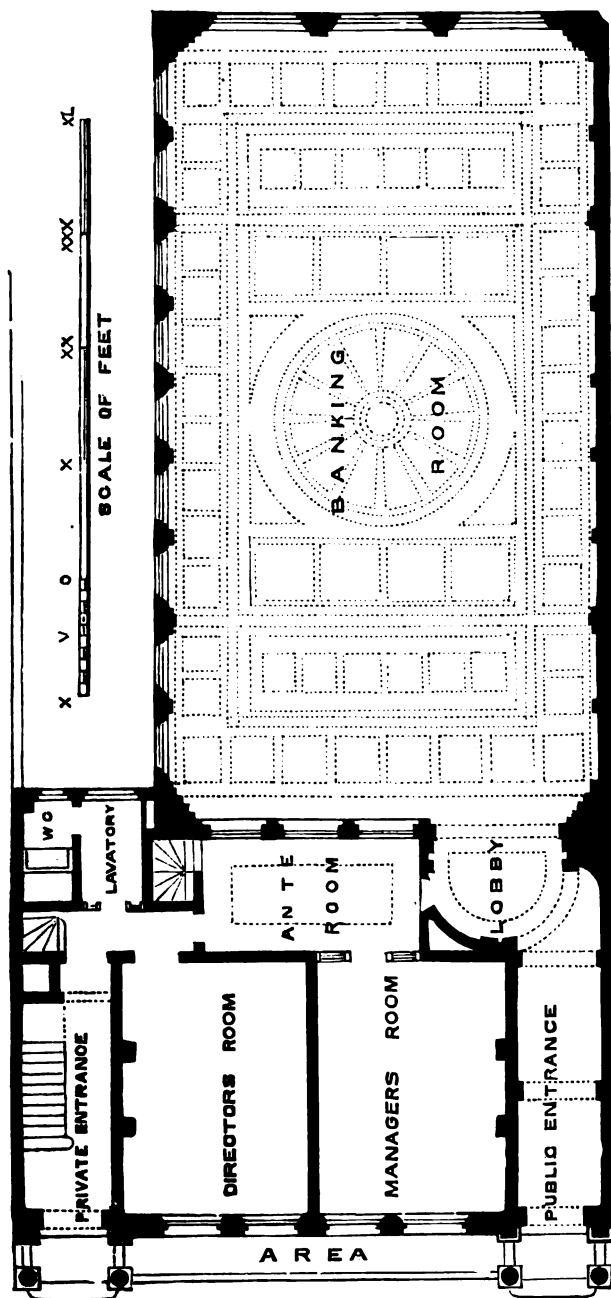 XL
XXX
XX
X
O
V
X
SCALE OF FEET
BANKING
ROOM
WC
LAVATORY
ANTE
ROOM
LOBBY
PRIVATE ENTRANCE
DIRECTORS ROOM
MANAGERS ROOM
PUBLIC ENTRANCE
AREA